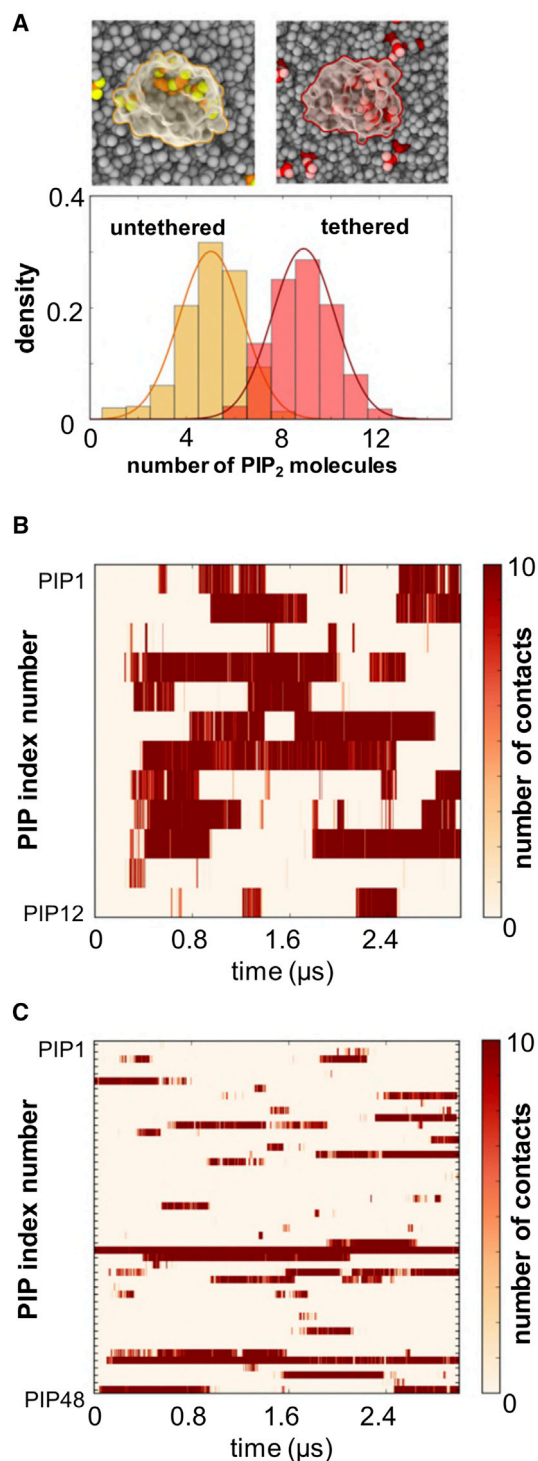 A
untethered
tethered
0.4
0.2
0
density
0
4
8
12
number of PIP₂ molecules
B
PIP1
PIP12
PIP index number
0
0.8
1.6
2.4
time (µs)
10
0
number of contacts
C
PIP1
PIP48
PIP index number
0
0.8
1.6
2.4
time (µs)
10
0
number of contacts